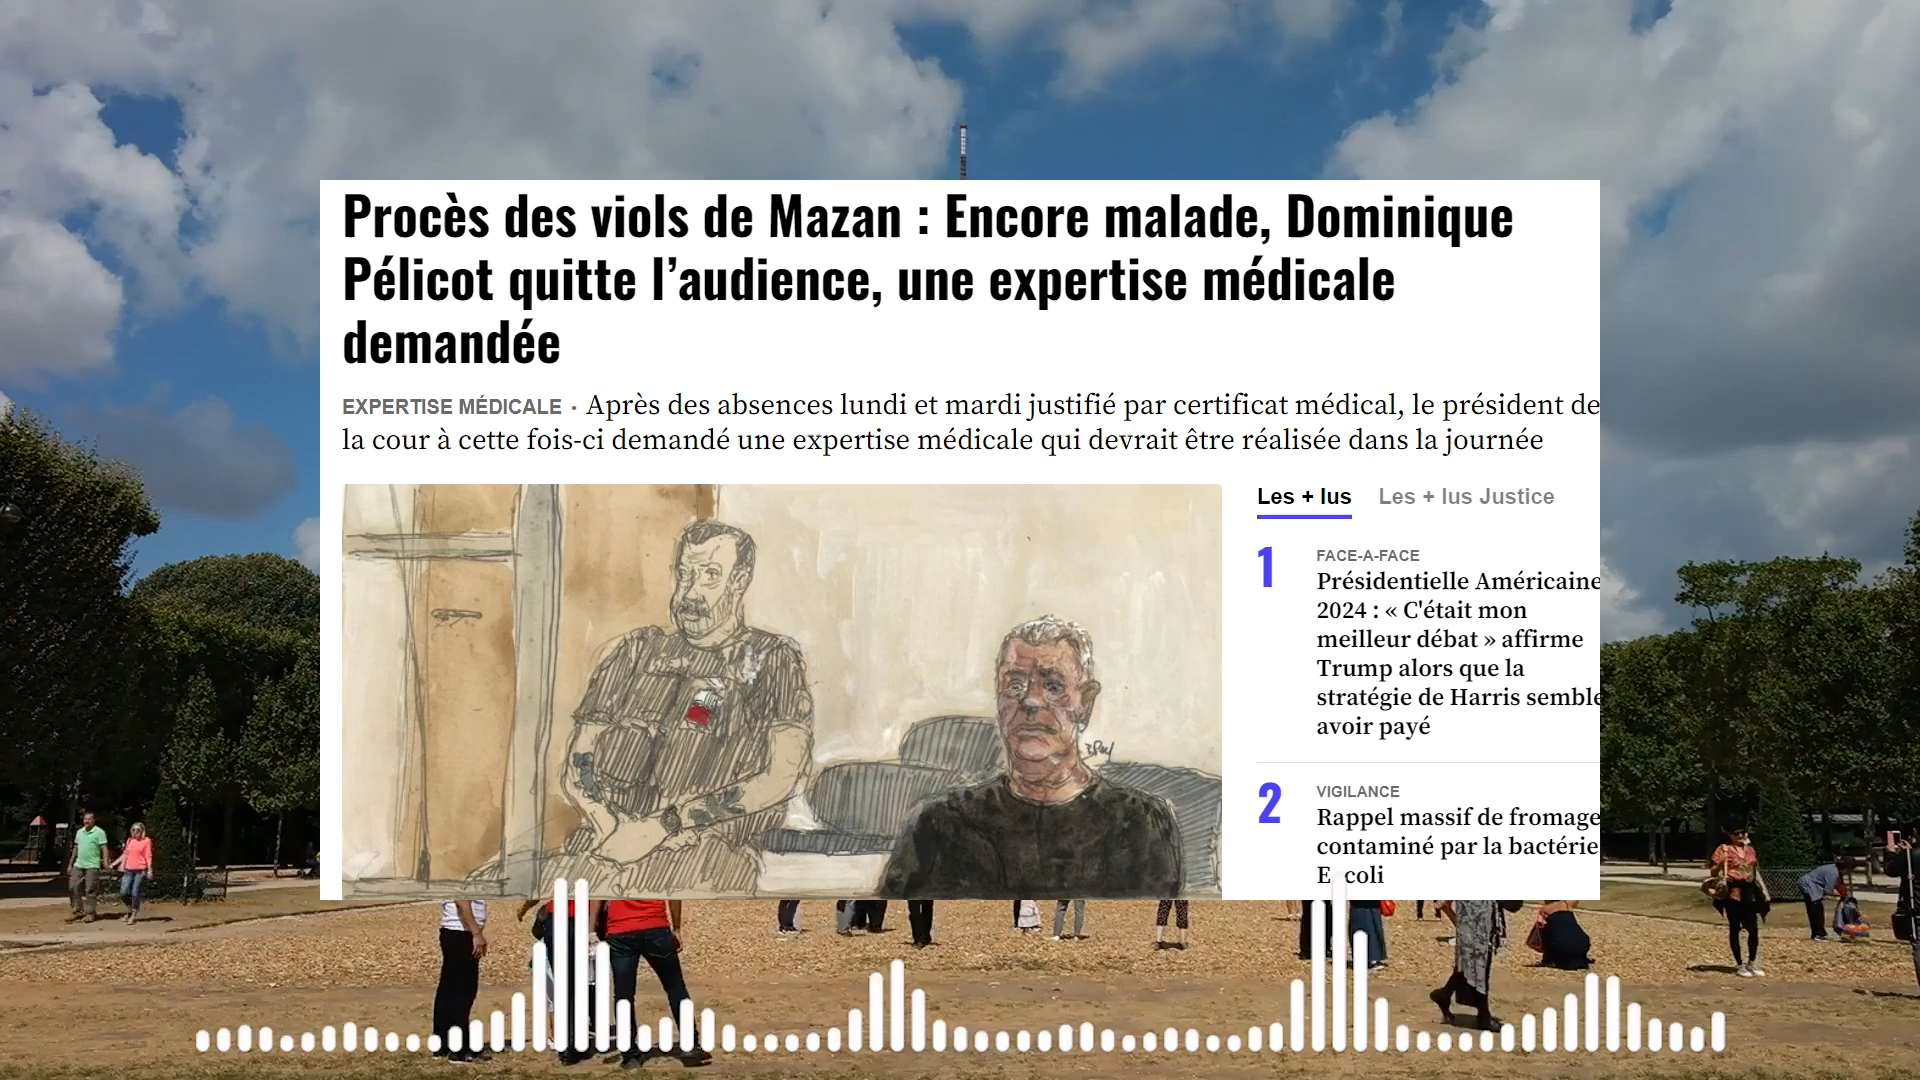 Procès des viols de Mazan : Encore malade, Dominique
Pélicot quitte l’audience, une expertise médicale
demandée
EXPERTISE MÉDICALE • Après des absences lundi et mardi justifié par certificat médical, le président de
la cour à cette fois-ci demandé une expertise médicale qui devrait être réalisée dans la journée
Les + lus Les + lus Justice
1 FACE-A-FACE
Présidentielle Américaine
2024 : « C'était mon
meilleur débat » affirme
Trump alors que la
stratégie de Harris semble
avoir payé
2 VIGILANCE
Rappel massif de fromage
contaminé par la bactérie
E. coli